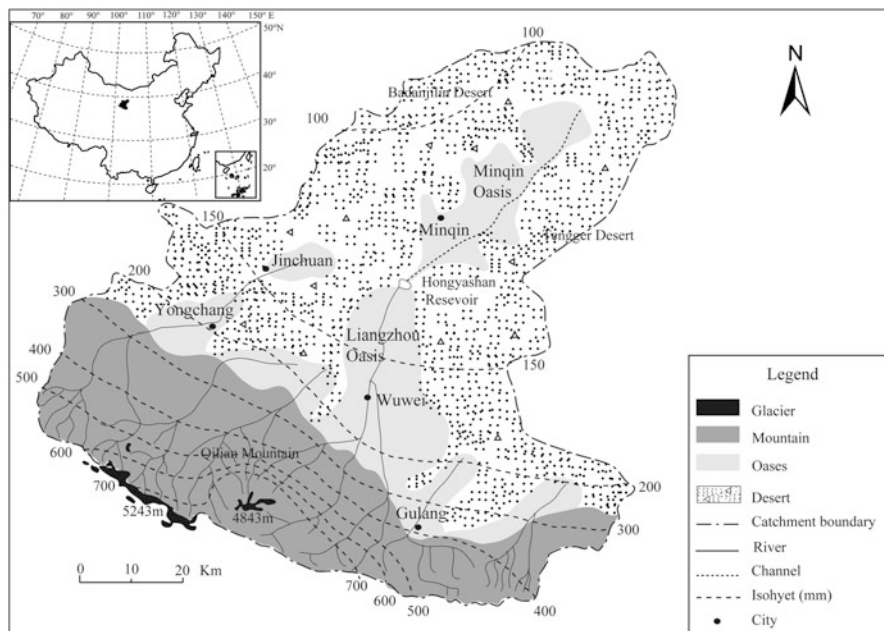 70° 80° 90° 100° 110° 120° 130° 140° 150° E
50°N
40°
30°
20°
N
100
Badanjilin Desert
100
Minqin
Oasis
150
Minqin
Tengger Desert
Jinchuan
200
Hongyashan
Resevoir
300
Yongchang
Liangzhou
Oasis
400
150
500
Wuwei
600
Qilian Mountain
700
200
5243m
4843m
Gulang
300
0 10 20 Km
700
600
500
400
Legend
Glacier
Mountain
Oases
Desert
Catchment boundary
River
Channel
Isohyet (mm)
City